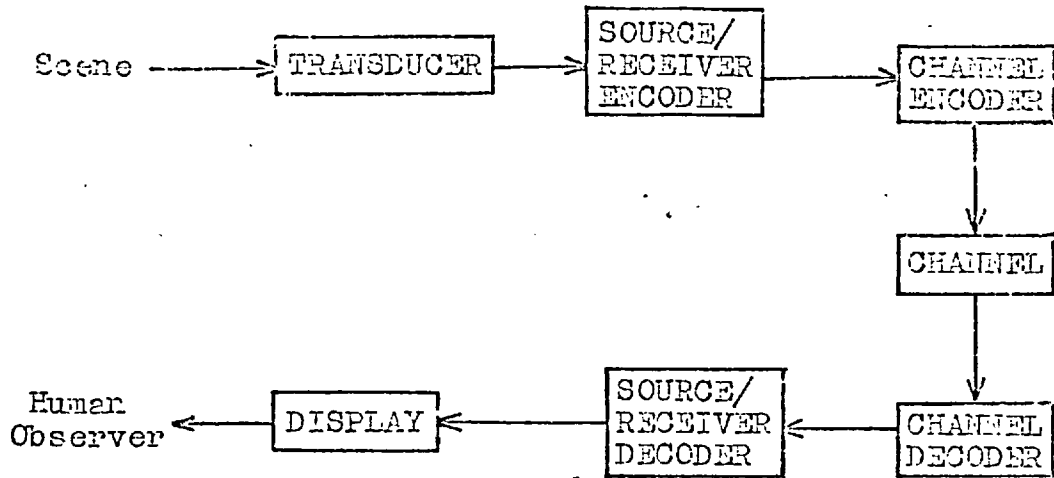 Scene
TRANSDUCER
SOURCE/
RECEIVER
ENCODER
CHANNEL
ENCODER
CHANNEL
CHANNEL
DECODER
SOURCE/
RECEIVER
DECODER
DISPLAY
Human
Observer